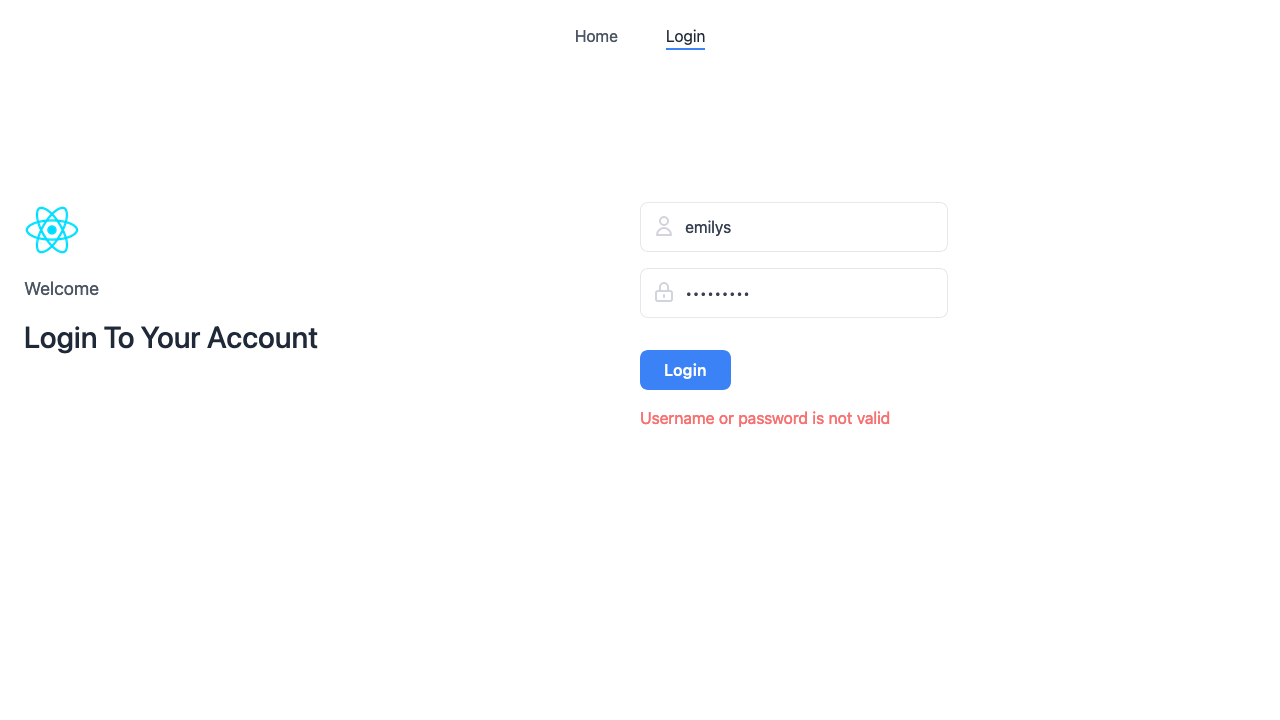 Home
Login
Welcome
Login To Your Account
emilys
•••••••••
Login
Username or password is not valid